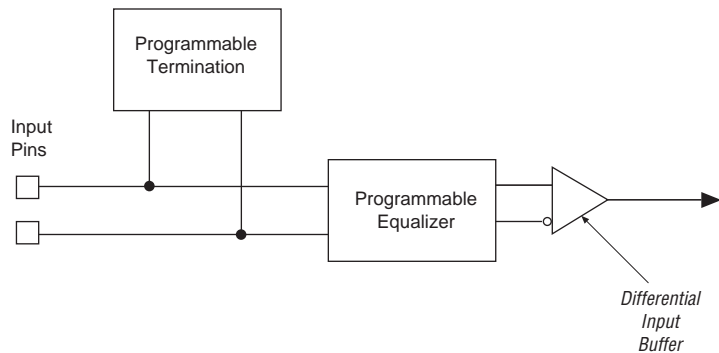 Programmable
Termination
Input
Pins
Programmable
Equalizer
Differential
Input
Buffer